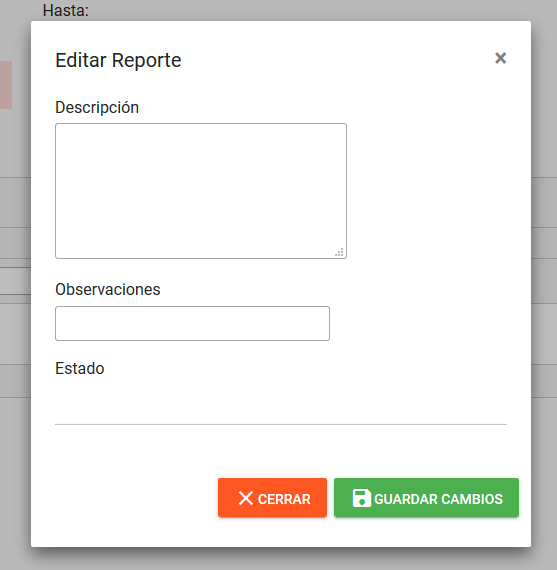 Hasta:
Editar Reporte
×
Descripción
Observaciones
Estado
CERRAR
GUARDAR CAMBIOS